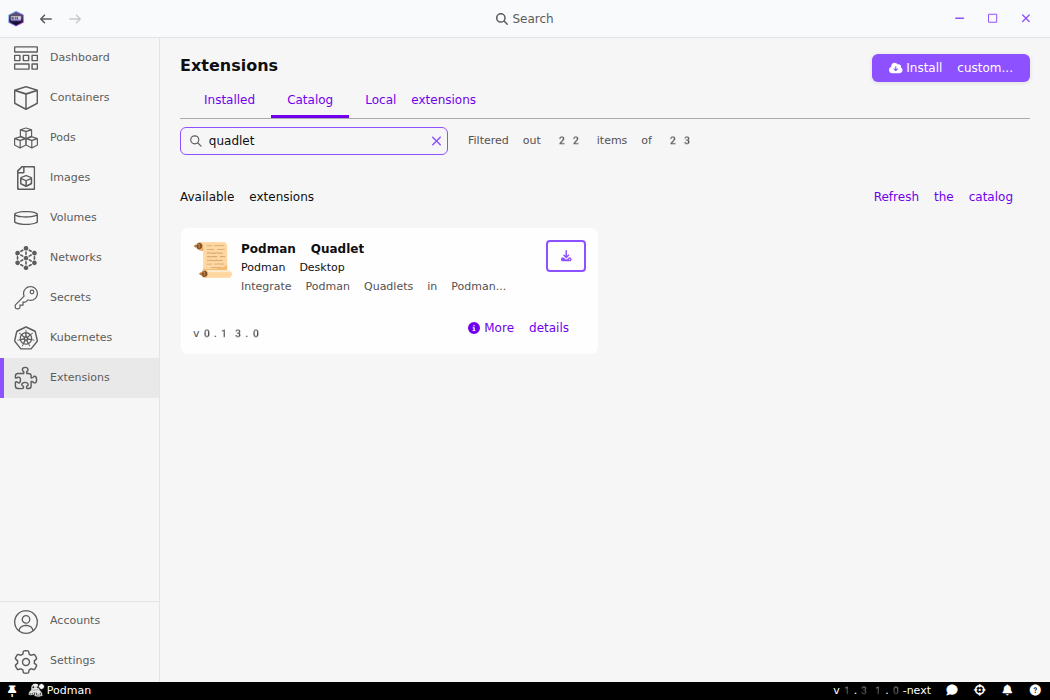 Search
Dashboard
Containers
Pods
Images
Volumes
Networks
Secrets
Kubernetes
Extensions
Accounts
Settings
Extensions
Install custom...
Installed
Catalog
Local extensions
quadlet
Filtered out 22 items of 23
Available extensions
Refresh the catalog
Podman Quadlet
Podman Desktop
Integrate Podman Quadlets in Podman...
v0.13.0
More details
Podman
v1.31.0-next